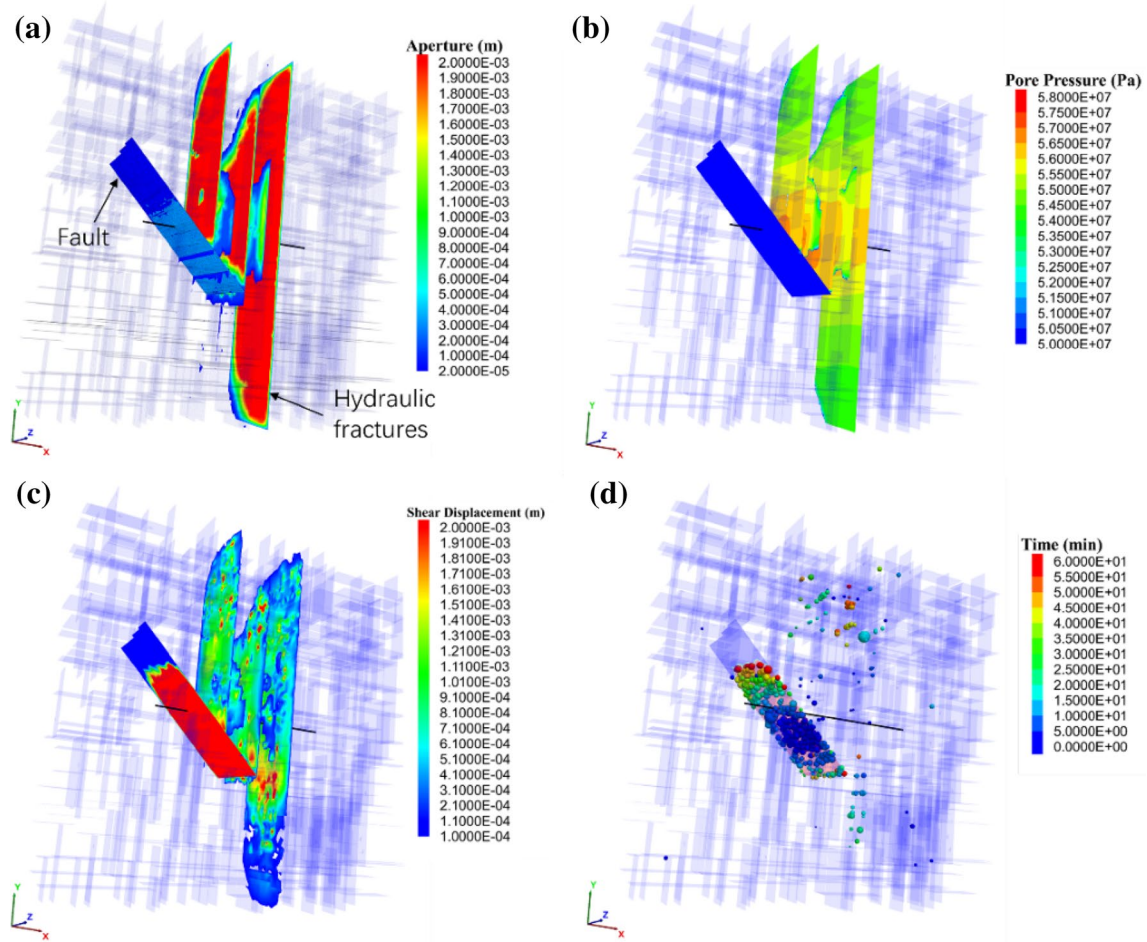 (a)
Aperture (m)
2.0000E-03
1.9000E-03
1.7000E-03
1.6000E-03
1.5000E-03
1.4000E-03
1.3000E-03
1.2000E-03
1.1000E-03
1.0000E-03
9.0000E-04
8.0000E-04
7.0000E-04
6.0000E-04
5.0000E-04
4.0000E-04
3.0000E-04
2.0000E-04
1.0000E-04
2.0000E-05
Fault
Hydraulic
fractures
Y
Z
X
(b)
Pore Pressure (Pa)
5.8000E+07
5.7500E+07
5.7000E+07
5.6500E+07
5.6000E+07
5.5500E+07
5.5000E+07
5.4500E+07
5.4000E+07
5.3500E+07
5.3000E+07
5.2500E+07
5.2000E+07
5.1500E+07
5.1000E+07
5.0500E+07
5.0000E+07
Y
Z
X
(c)
Shear Displacement (m)
2.0000E-03
1.9100E-03
1.8100E-03
1.7100E-03
1.6100E-03
1.5100E-03
1.4100E-03
1.3100E-03
1.2100E-03
1.1100E-03
1.0100E-03
9.1000E-04
8.1000E-04
7.1000E-04
6.1000E-04
5.1000E-04
4.1000E-04
3.1000E-04
2.1000E-04
1.1000E-04
1.0000E-04
Y
Z
X
(d)
Time (min)
6.0000E+01
5.5000E+01
5.0000E+01
4.5000E+01
4.0000E+01
3.5000E+01
3.0000E+01
2.5000E+01
2.0000E+01
1.5000E+01
1.0000E+01
5.0000E+00
0.0000E+00
Y
Z
X